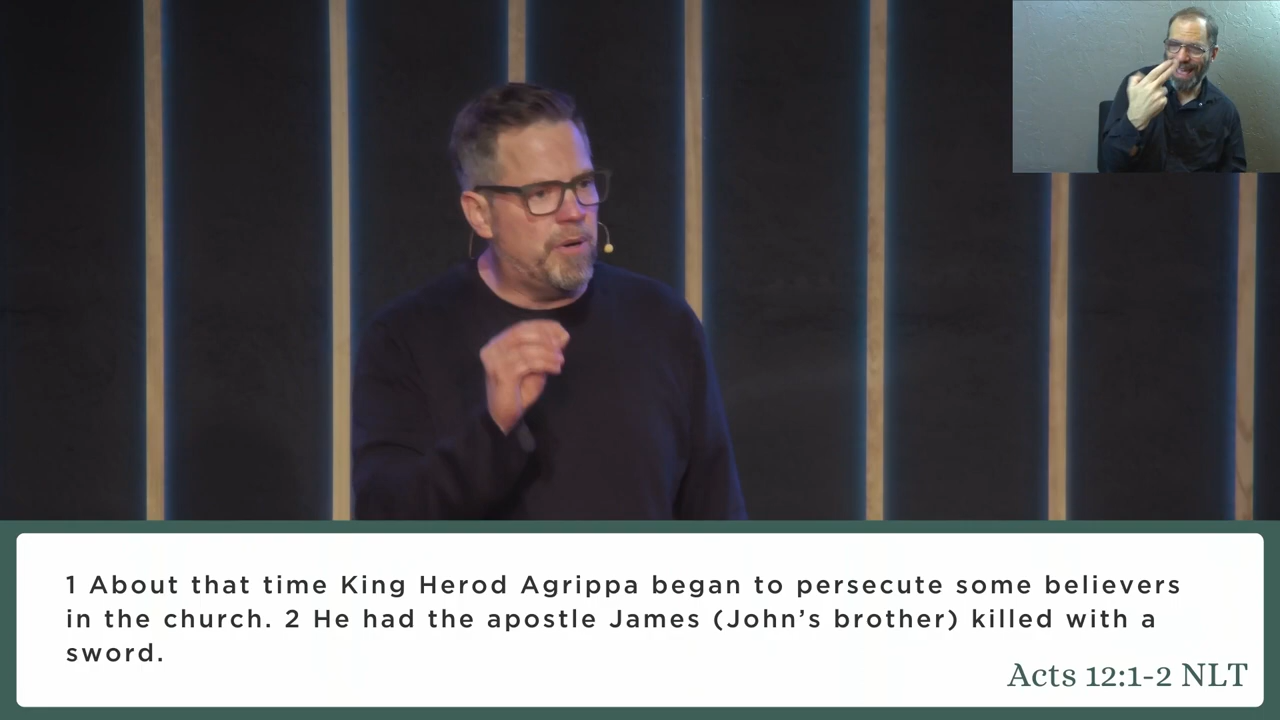 1 About that time King Herod Agrippa began to persecute some believers
in the church. 2 He had the apostle James (John’s brother) killed with a
sword.
Acts 12:1-2 NLT